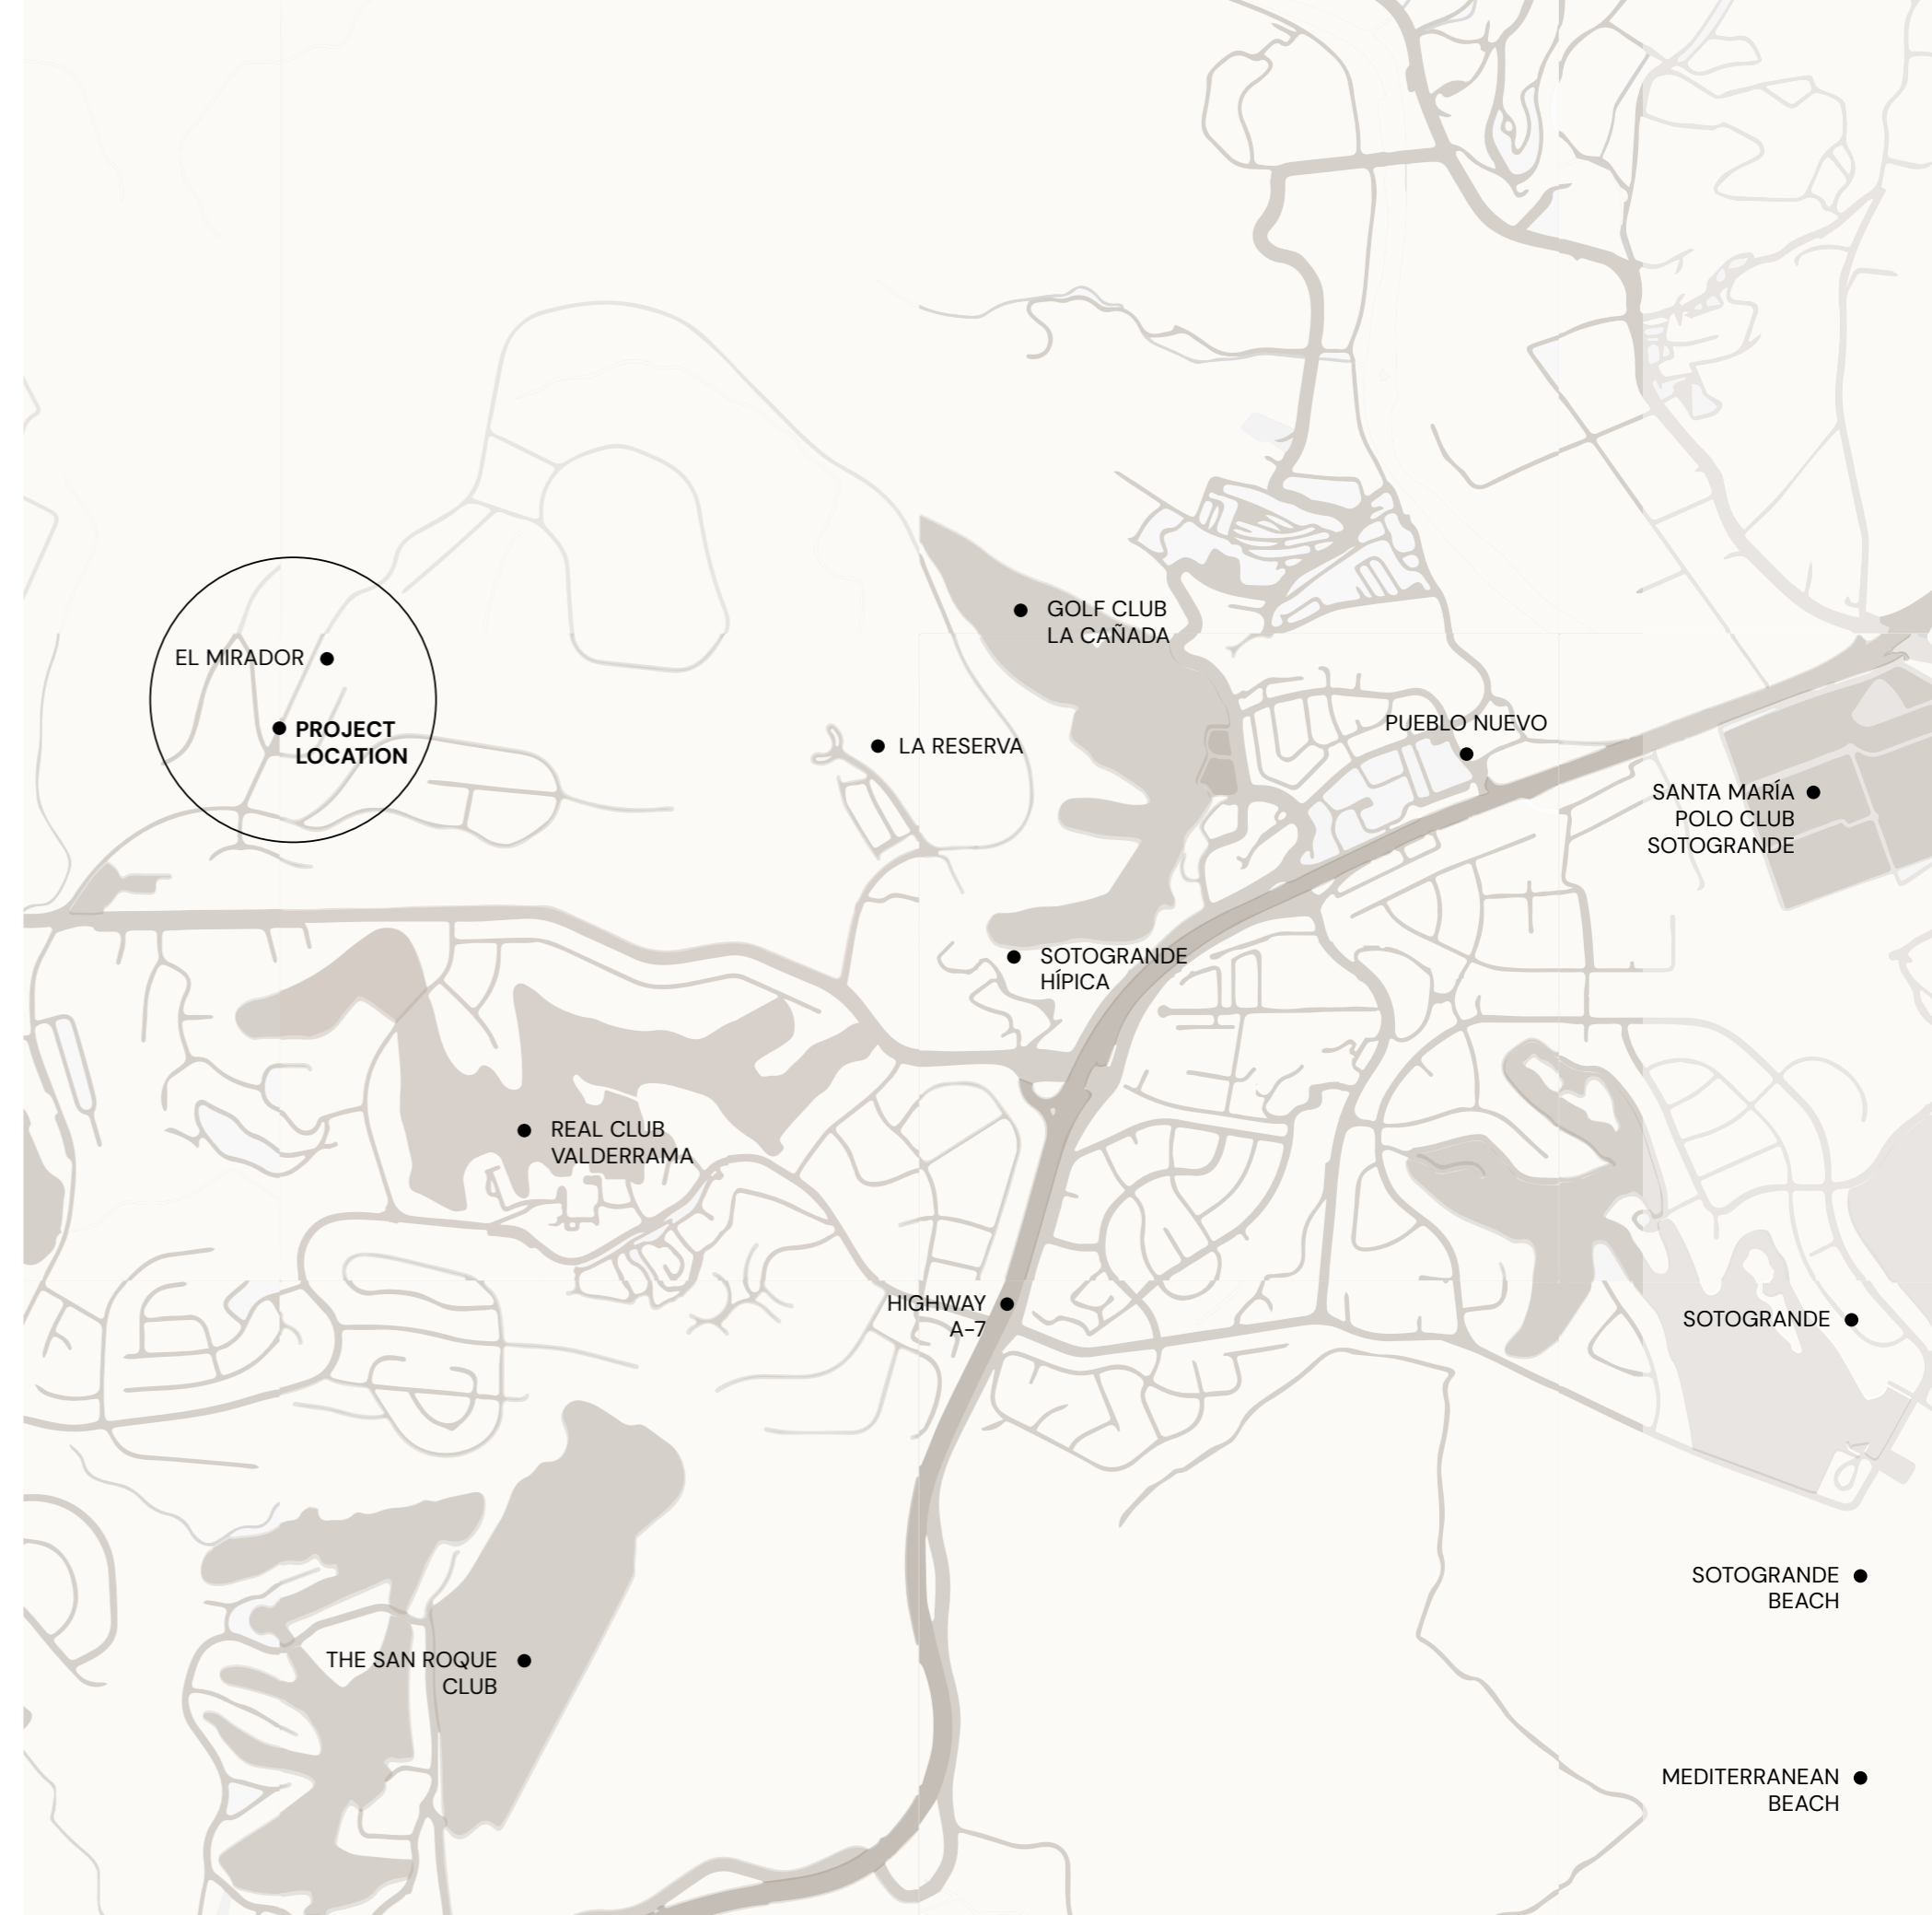 GOLF CLUB
LA CAÑADA
EL MIRADOR
PROJECT
LOCATION
LA RESERVA
PUEBLO NUEVO
SANTA MARÍA
POLO CLUB
SOTOGRANDE
SOTOGRANDE
HÍPICA
REAL CLUB
VALDERRAMA
HIGHWAY
A-7
SOTOGRANDE
SOTOGRANDE
BEACH
THE SAN ROQUE
CLUB
MEDITERRANEAN
BEACH